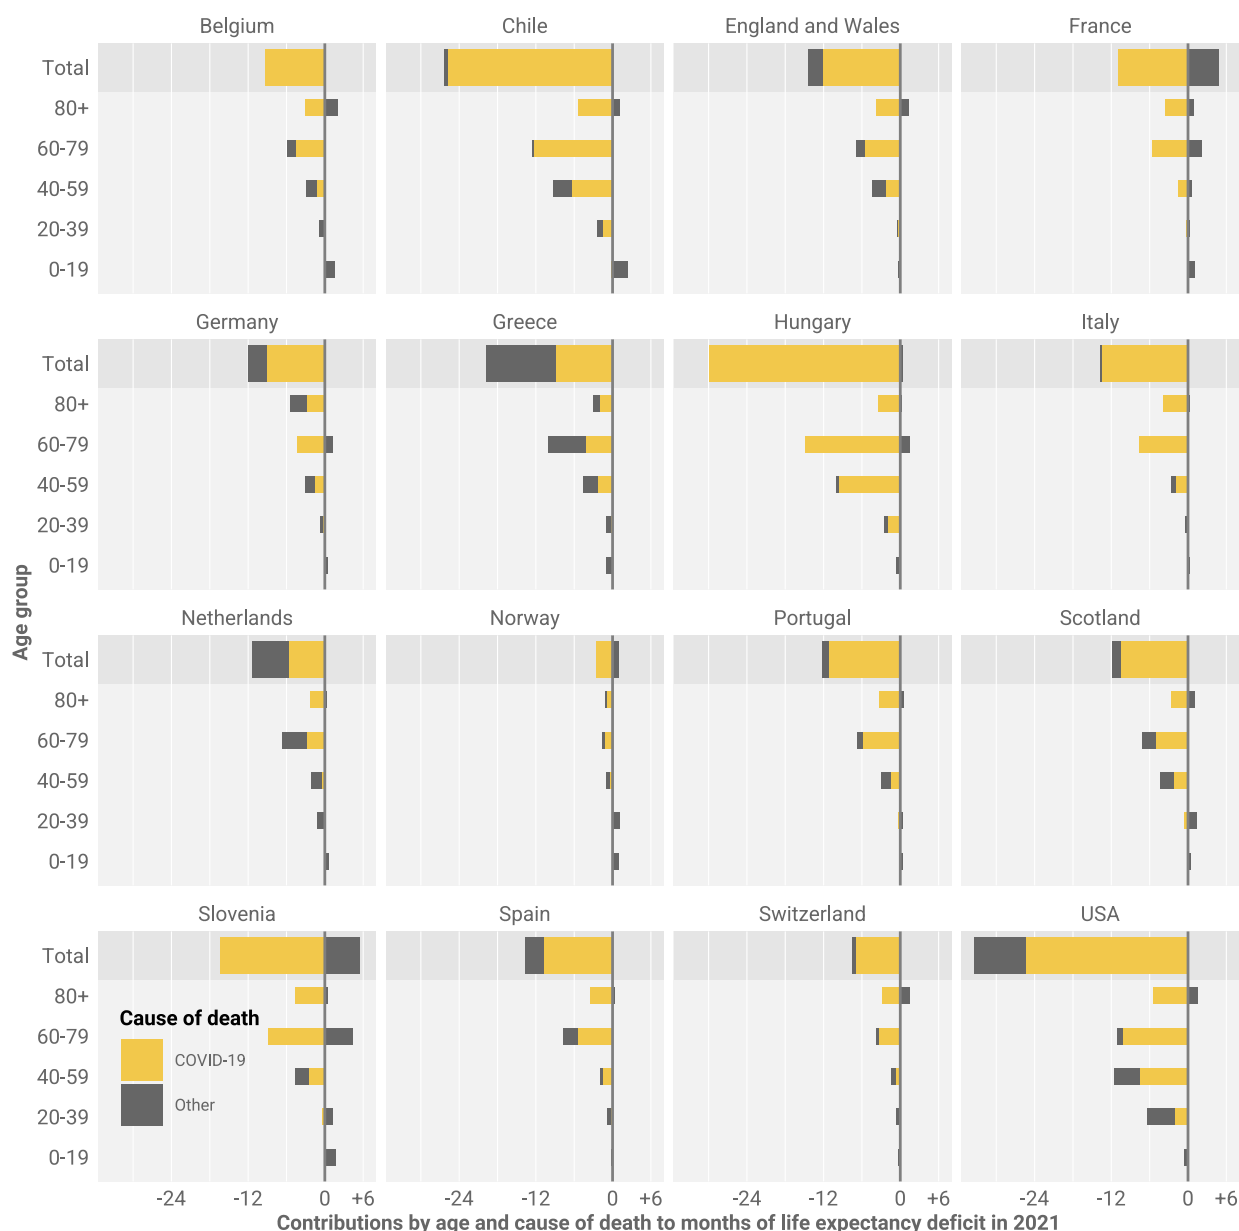 Belgium Chile England and Wales France
Total
80+
60-79
40-59
20-39
0-19
Germany Greece Hungary Italy
Total
80+
60-79
40-59
20-39
0-19
Age group
Netherlands Norway Portugal Scotland
Total
80+
60-79
40-59
20-39
0-19
Slovenia Spain Switzerland USA
Total
80+
60-79
40-59
20-39
0-19
Cause of death
COVID-19
Other
-24 -12 0 +6 -24 -12 0 +6 -24 -12 0 +6 -24 -12 0 +6
Contributions by age and cause of death to months of life expectancy deficit in 2021